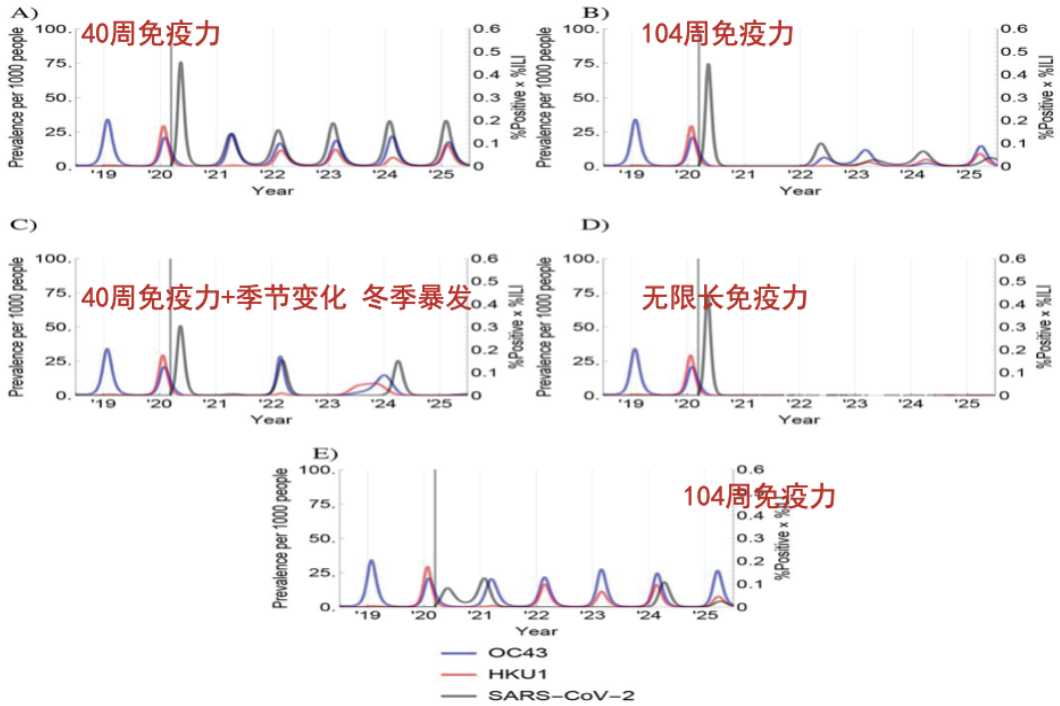 A)
40周免疫力
Prevalence per 1000 people
100.
75.
50.
25.
0.
0.6
0.5
0.4
0.3
0.2
0.1
0
%Positive x %ILI
'19 '20 '21 '22 '23 '24 '25
Year
B)
104周免疫力
Prevalence per 1000 people
100.
75.
50.
25.
0.
0.6
0.5
0.4
0.3
0.2
0.1
0
%Positive x %ILI
'19 '20 '21 '22 '23 '24 '25
Year
C)
40周免疫力+季节变化 冬季暴发
Prevalence per 1000 people
100.
75.
50.
25.
0.
0.6
0.5
0.4
0.3
0.2
0.1
0
%Positive x %ILI
'19 '20 '21 '22 '23 '24 '25
Year
D)
无限长免疫力
Prevalence per 1000 people
100.
75.
50.
25.
0.
0.6
0.5
0.4
0.3
0.2
0.1
0
%Positive x %ILI
'19 '20 '21 '22 '23 '24 '25
Year
E)
104周免疫力
Prevalence per 1000 people
100.
75.
50.
25.
0.
0.6
0.4
0.3
0.2
0.1
0
%Positive x %ILI
'19 '20 '21 '22 '23 '24 '25
Year
OC43
HKU1
SARS-CoV-2